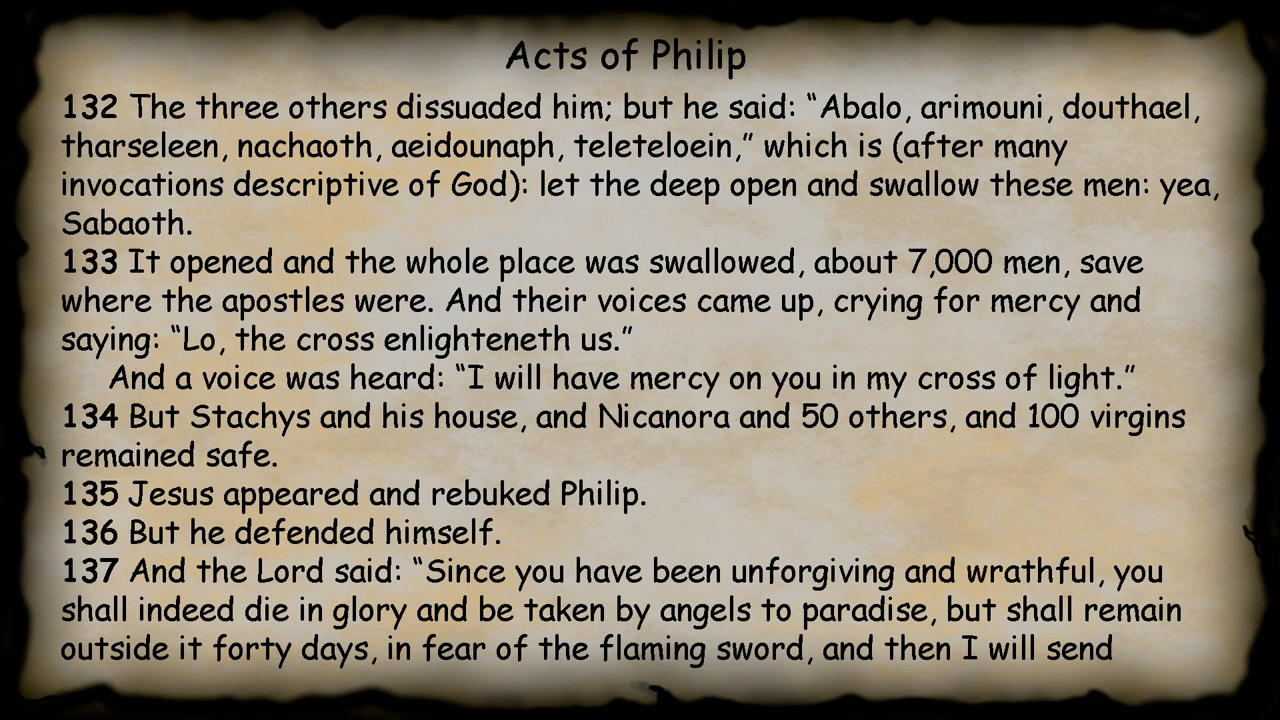 Acts of Philip
132 The three others dissuaded him; but he said: “Abalo, arimouni, douthael,
tharseleen, nachaoth, aeidounaph, teleteloein,” which is (after many
invocations descriptive of God): let the deep open and swallow these men: yea,
Sabaoth.
133 It opened and the whole place was swallowed, about 7,000 men, save
where the apostles were. And their voices came up, crying for mercy and
saying: “Lo, the cross enlighteneth us.”
And a voice was heard: “I will have mercy on you in my cross of light.”
134 But Stachys and his house, and Nicanora and 50 others, and 100 virgins
remained safe.
135 Jesus appeared and rebuked Philip.
136 But he defended himself.
137 And the Lord said: “Since you have been unforgiving and wrathful, you
shall indeed die in glory and be taken by angels to paradise, but shall remain
outside it forty days, in fear of the flaming sword, and then I will send